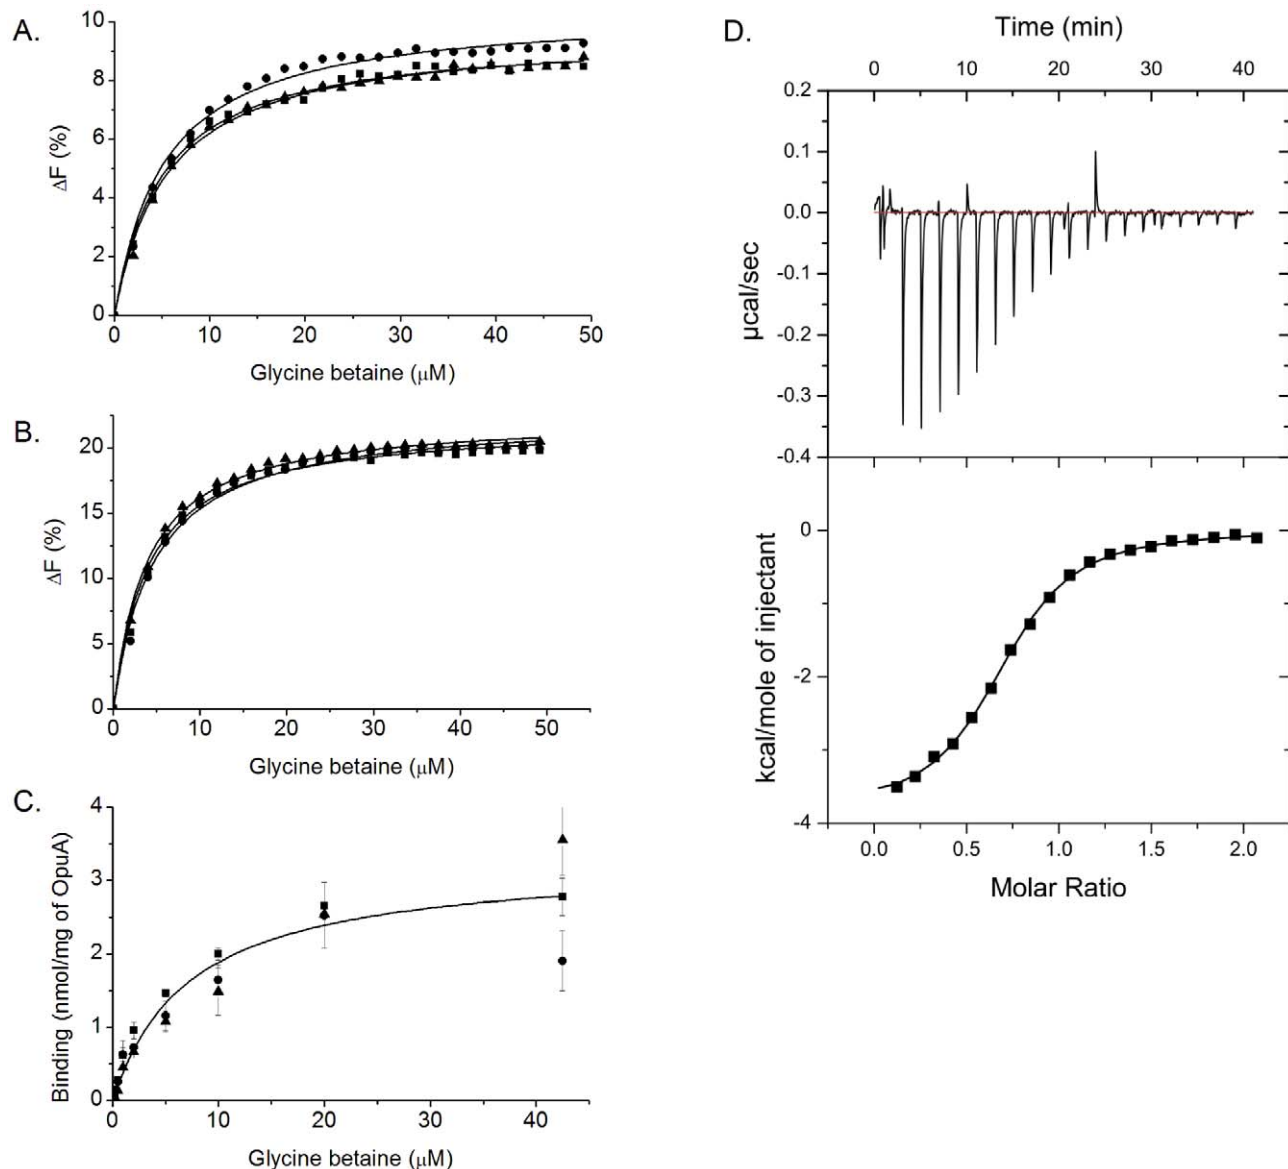 A.
ΔF (%)
10
8
6
4
2
0
0 10 20 30 40 50
Glycine betaine (μM)
B.
ΔF (%)
20
15
10
5
0
0 10 20 30 40 50
Glycine betaine (μM)
C.
Binding (nmol/mg of OpuA)
4
3
2
1
0
0 10 20 30 40
Glycine betaine (μM)
D.
Time (min)
0 10 20 30 40
µcal/sec
0.2
0.1
0.0
-0.1
-0.2
-0.3
-0.4
kcal/mole of injectant
0
-2
-4
0.0 0.5 1.0 1.5 2.0
Molar Ratio